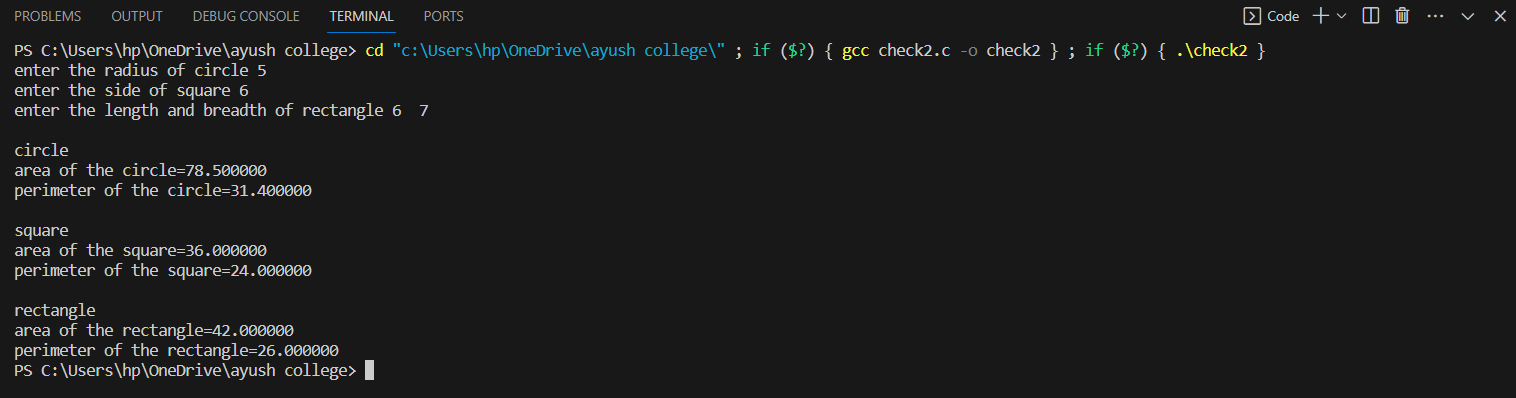 PROBLEMS OUTPUT DEBUG CONSOLE TERMINAL PORTS Code
PS C:\Users\hp\OneDrive\ayush college> cd "c:\Users\hp\OneDrive\ayush college\" ; if ($?) { gcc check2.c -o check2 } ; if ($?) { .\check2 }
enter the radius of circle 5
enter the side of square 6
enter the length and breadth of rectangle 6  7
circle
area of the circle=78.500000
perimeter of the circle=31.400000
square
area of the square=36.000000
perimeter of the square=24.000000
rectangle
area of the rectangle=42.000000
perimeter of the rectangle=26.000000
PS C:\Users\hp\OneDrive\ayush college>